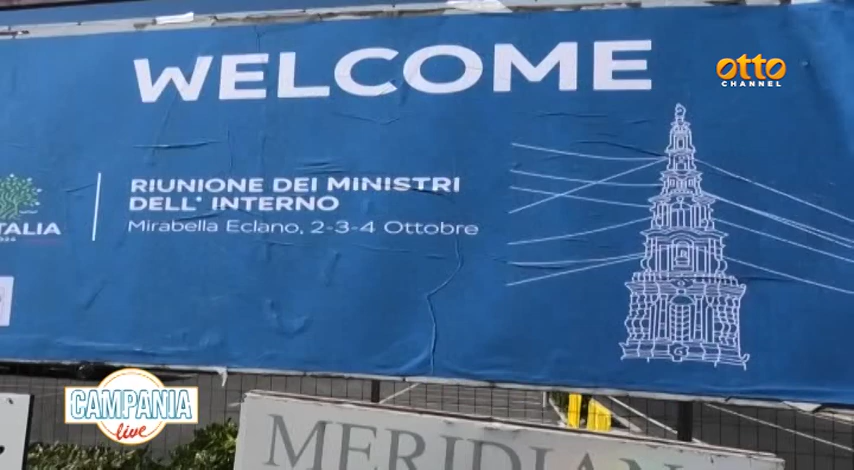 WELCOME
otto
CHANNEL
RIUNIONE DEI MINISTRI
DELL' INTERNO
Mirabella Eclano, 2-3-4 Ottobre
TALIA
CAMPANIA
live
MERIDIAN